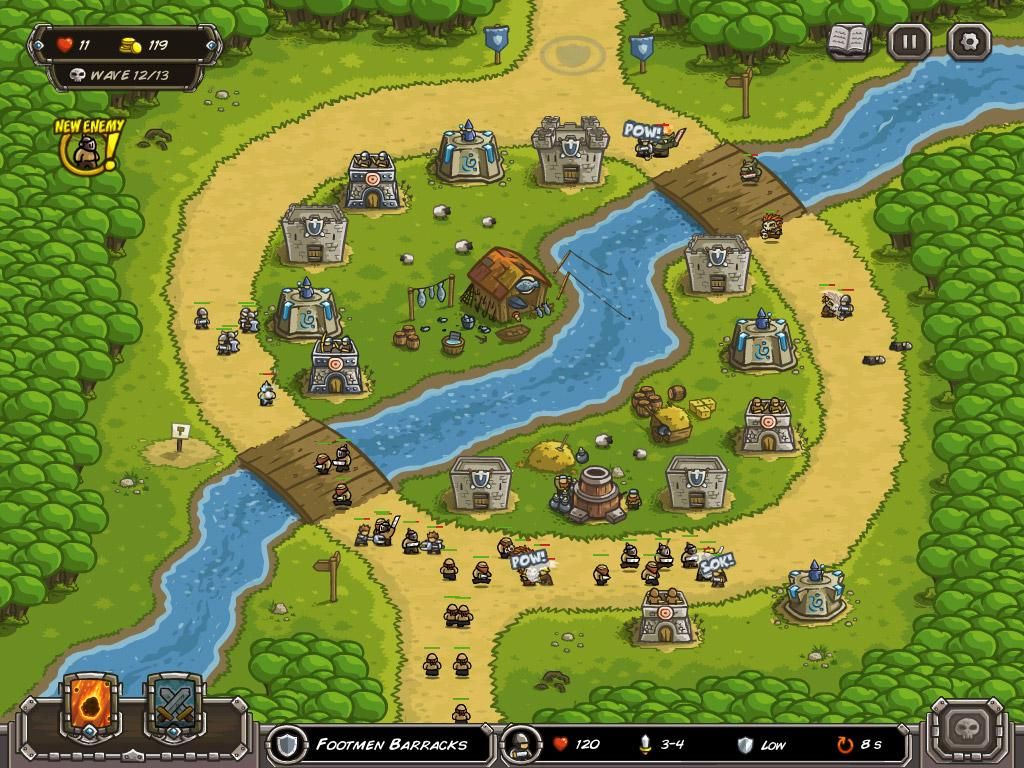 11 119
WAVE 12/13
NEW ENEMY
!
POW!
POW!
SOK!
FOOTMEN BARRACKS 120 3-4 LOW 8 S